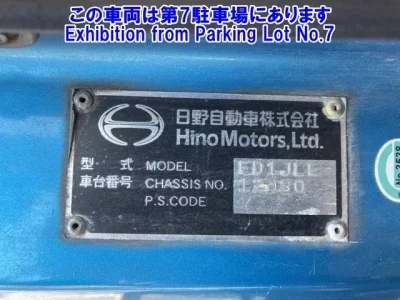 この車両は第7駐車場にあります
Exhibition from Parking Lot No.7
日野自動車株式会社
Hino Motors, Ltd.
型式 MODEL FD1JLE
車台番号 CHASSIS NO.
P.S.CODE